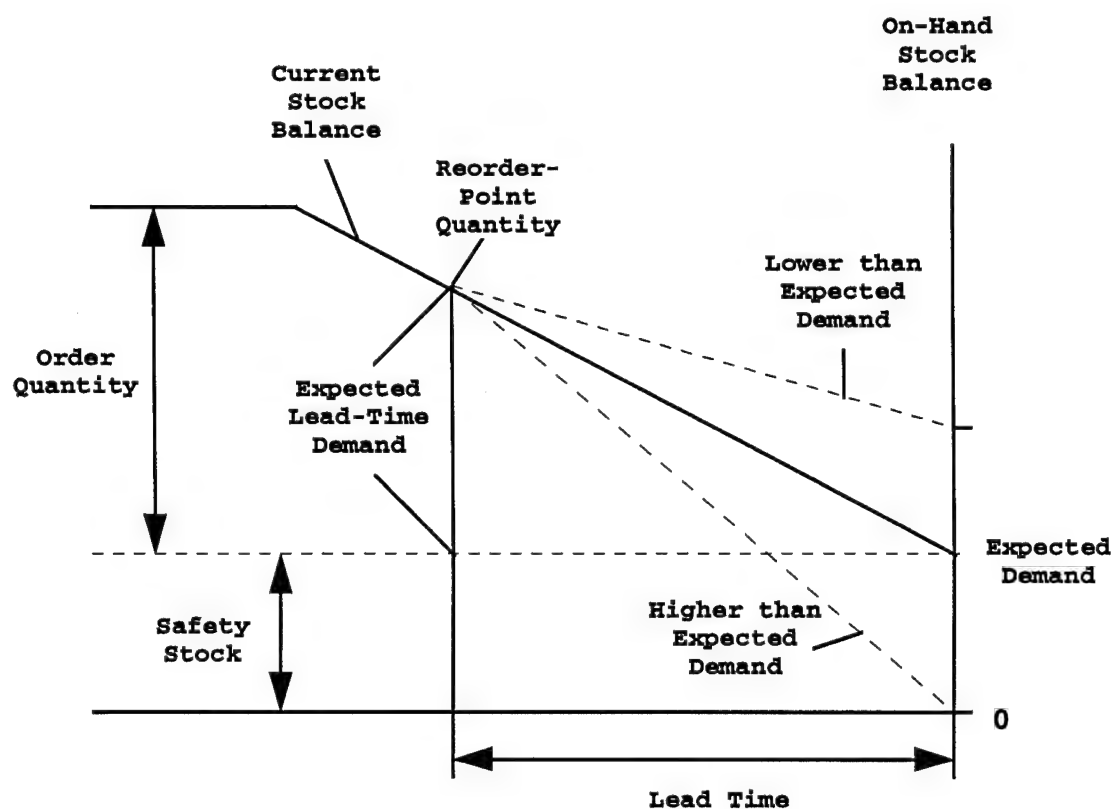 On-Hand
Stock
Balance
Current
Stock
Balance
Reorder-
Point
Quantity
Lower than
Expected
Demand
Order
Quantity
Expected
Lead-Time
Demand
Expected
Demand
Safety
Stock
Higher than
Expected
Demand
0
Lead Time